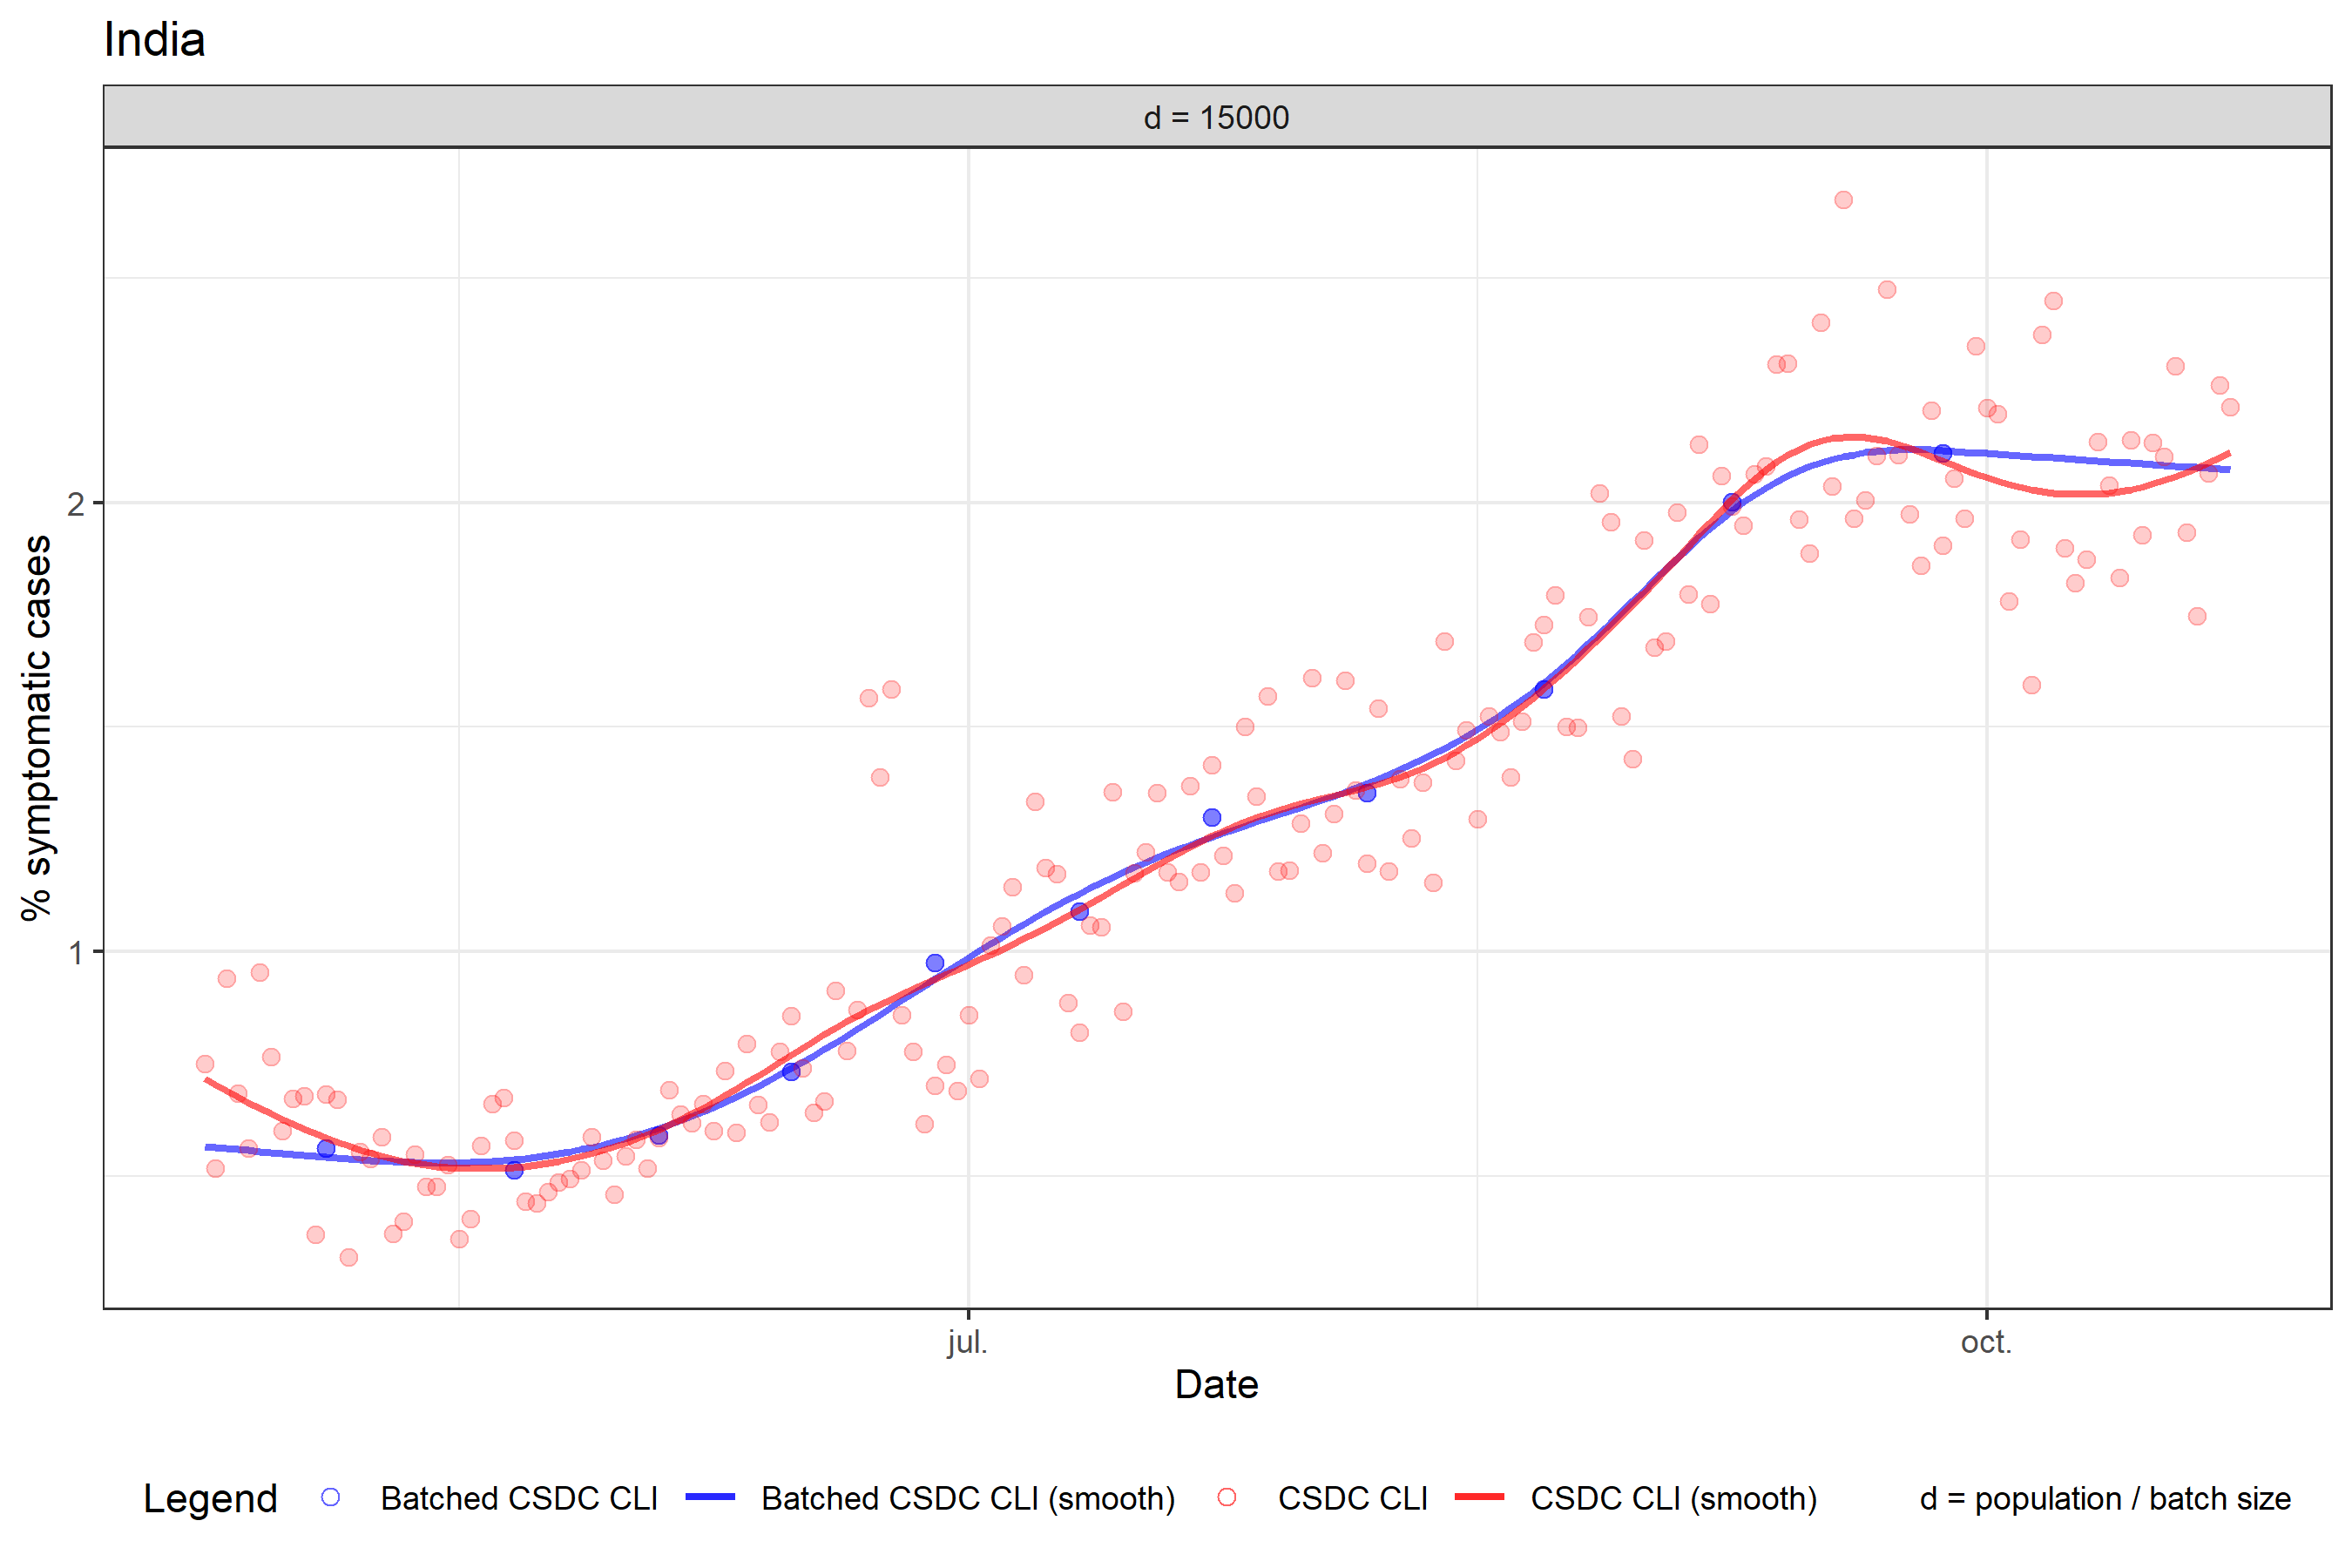 India
d = 15000
% symptomatic cases
2
1
jul.
oct.
Date
Legend
Batched CSDC CLI
Batched CSDC CLI (smooth)
CSDC CLI
CSDC CLI (smooth)
d = population / batch size